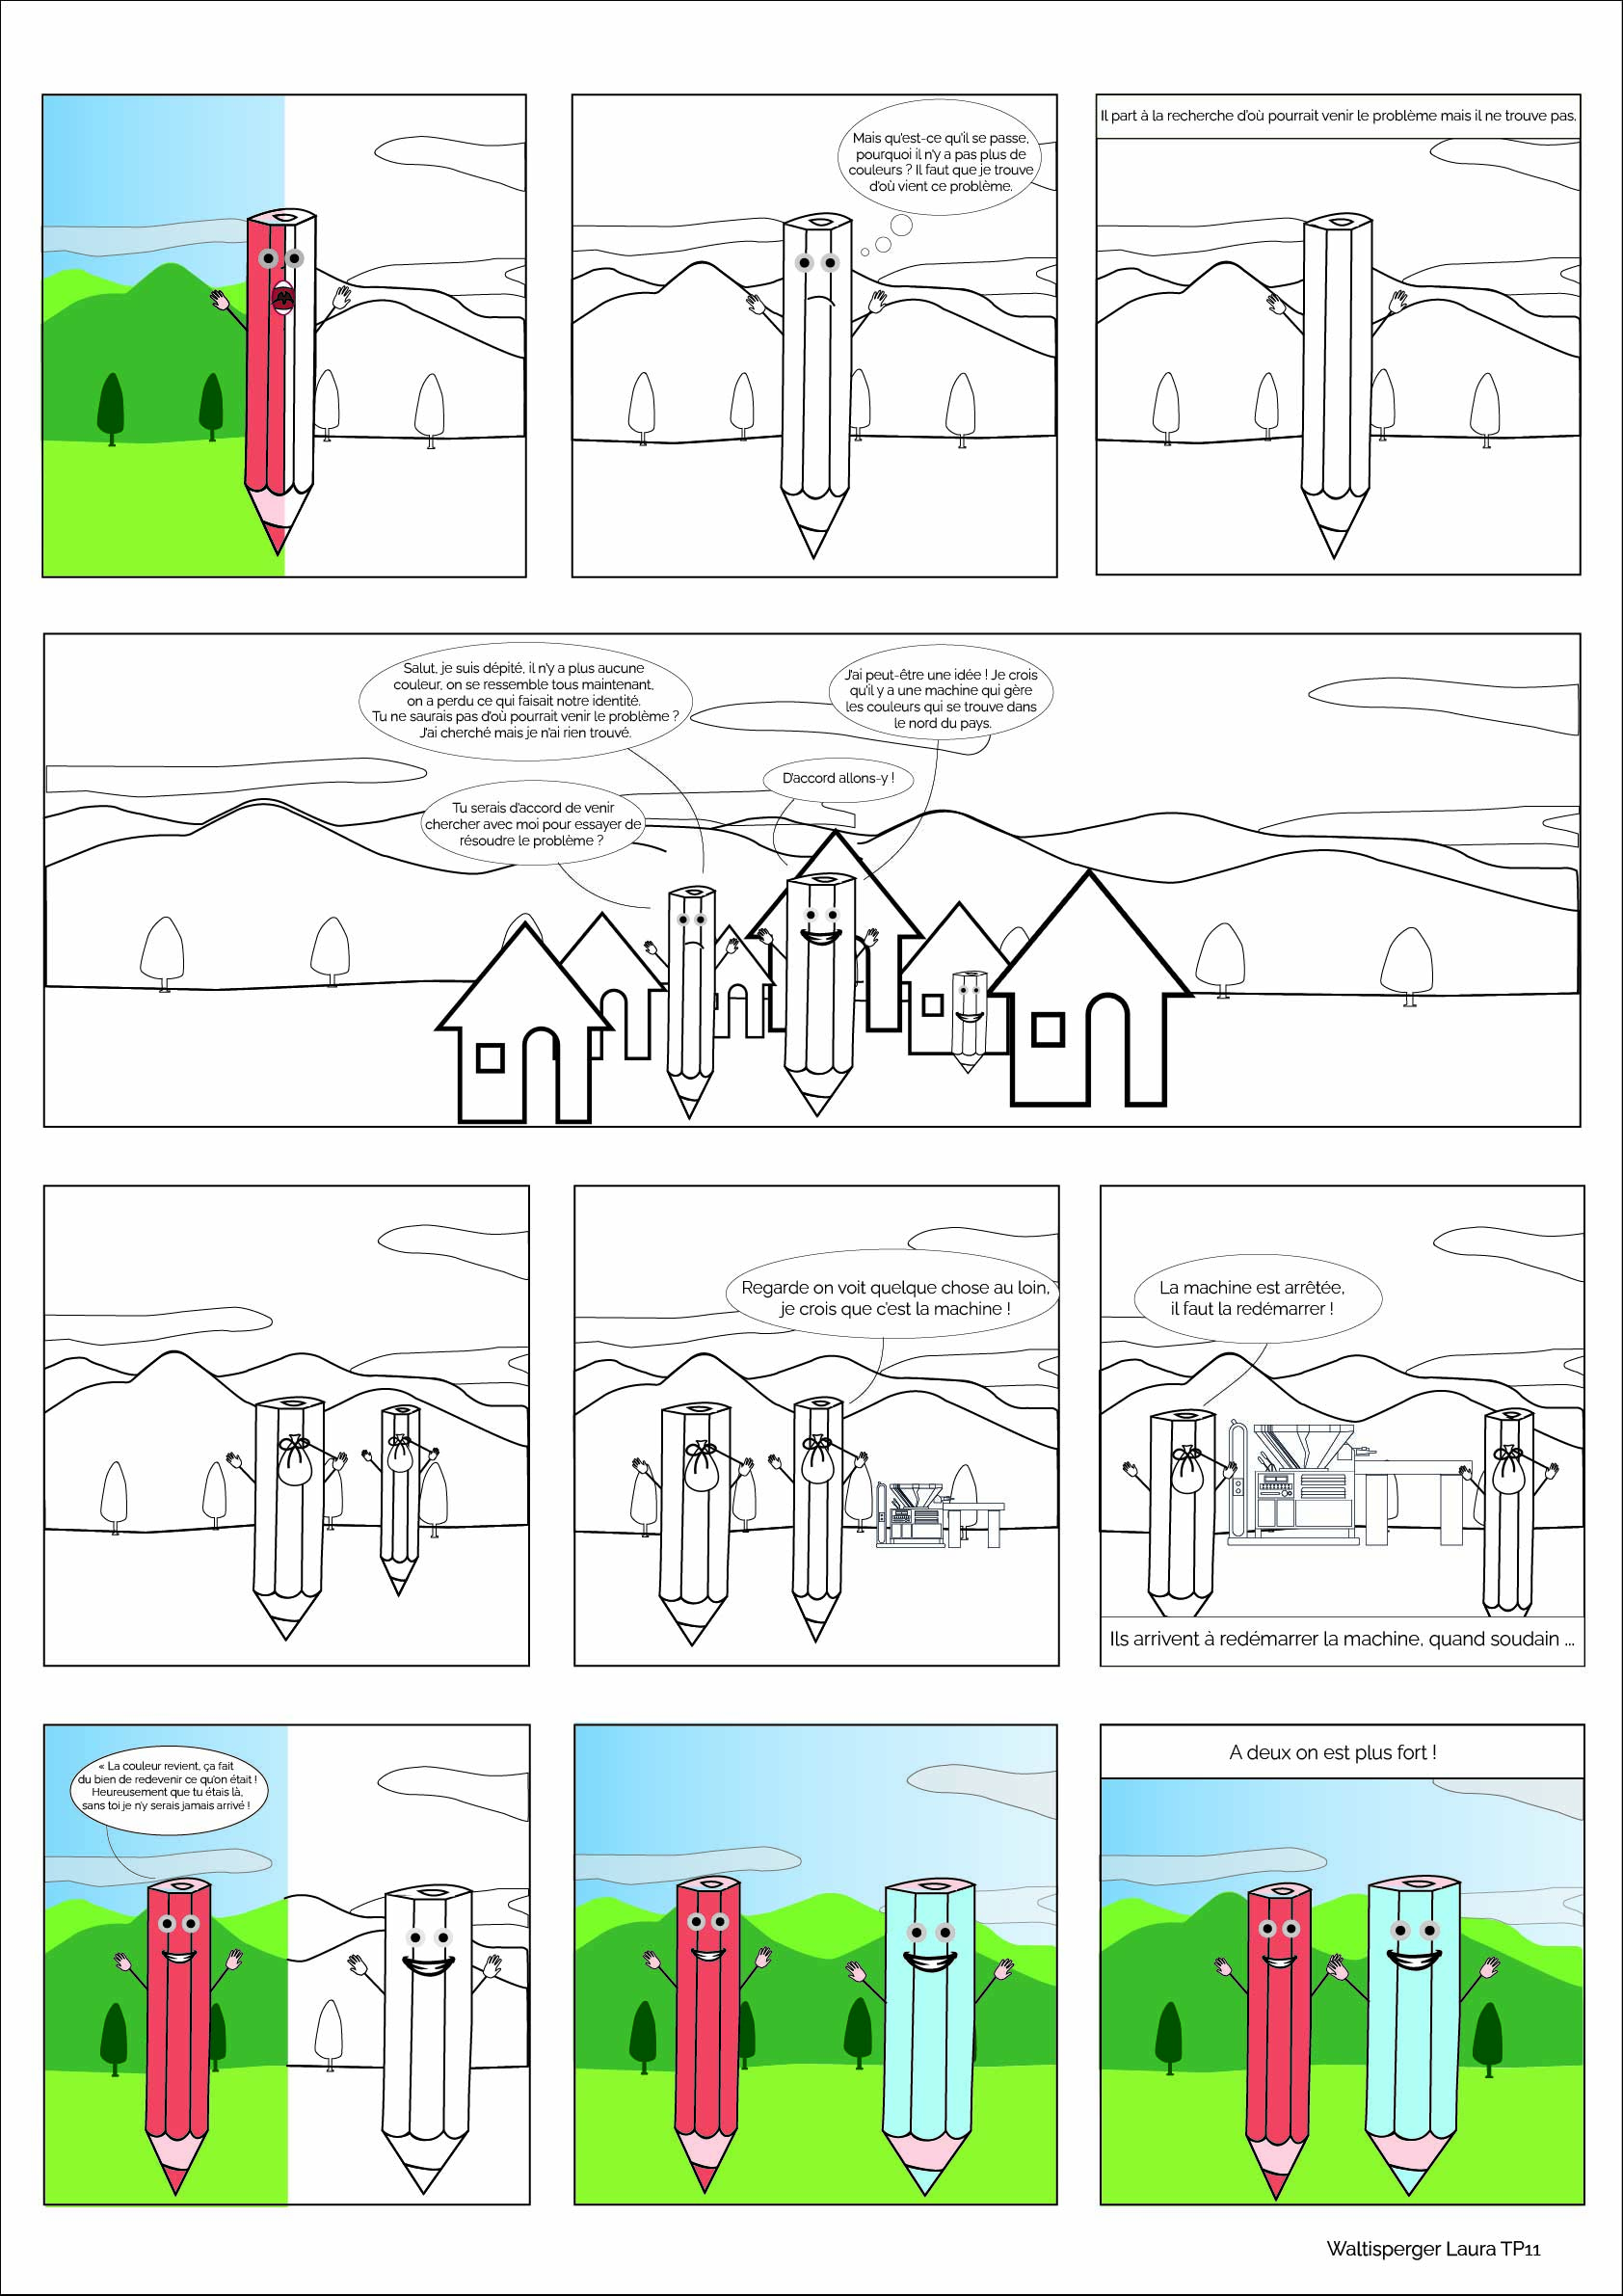 Mais qu'est-ce qu'il se passe,
pourquoi il n'y a pas plus de
couleurs ? Il faut que je trouve
d'où vient ce problème.
Il part à la recherche d'où pourrait venir le problème mais il ne trouve pas.
Salut, je suis dépité, il n'y a plus aucune
couleur, on se ressemble tous maintenant,
on a perdu ce qui faisait notre identité.
Tu ne saurais pas d'où pourrait venir le problème ?
J'ai cherché mais je n'ai rien trouvé.
J'ai peut-être une idée ! Je crois
qu'il y a une machine qui gère
les couleurs qui se trouve dans
le nord du pays.
Tu serais d'accord de venir
chercher avec moi pour essayer de
résoudre le problème ?
D'accord allons-y !
Regarde on voit quelque chose au loin,
je crois que c'est la machine !
La machine est arrêtée,
il faut la redémarrer !
Ils arrivent à redémarrer la machine, quand soudain ...
« La couleur revient, ça fait
du bien de redevenir ce qu'on était !
Heureusement que tu étais là,
sans toi je n'y serais jamais arrivé !
A deux on est plus fort !
Waltisperger Laura TP11